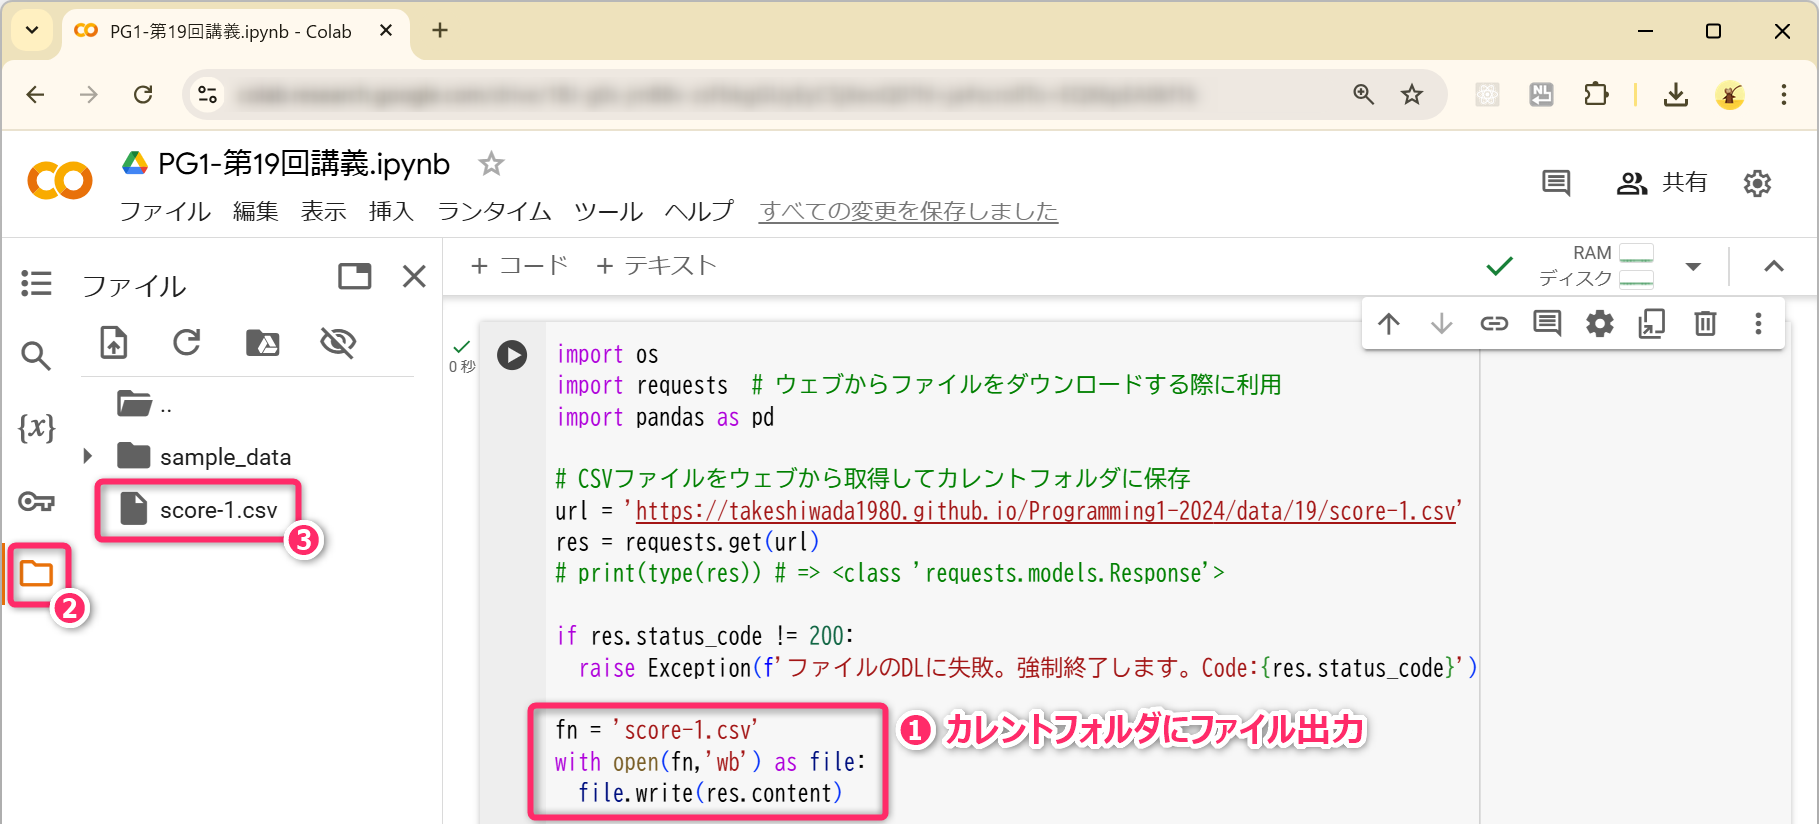 PG1-第19回講義.ipynb - Colab
PG1-第19回講義.ipynb
共有
ファイル 編集 表示 挿入 ランタイム ツール ヘルプ すべての変更を保存しました
ファイル
+ コード + テキスト
RAM
ディスク
..
sample_data
score-1.csv
3
2
{x}
0 秒
import os
import requests # ウェブからファイルをダウンロードする際に利用
import pandas as pd
# CSVファイルをウェブから取得してカレントフォルダに保存
url = 'https://takeshiwada1980.github.io/Programming1-2024/data/19/score-1.csv'
res = requests.get(url)
# print(type(res)) # => <class 'requests.models.Response'>
if res.status_code != 200:
raise Exception(f'ファイルのDLに失敗。強制終了します。Code:{res.status_code}')
fn = 'score-1.csv'
with open(fn,'wb') as file:
file.write(res.content)
1 カレントフォルダにファイル出力
NL